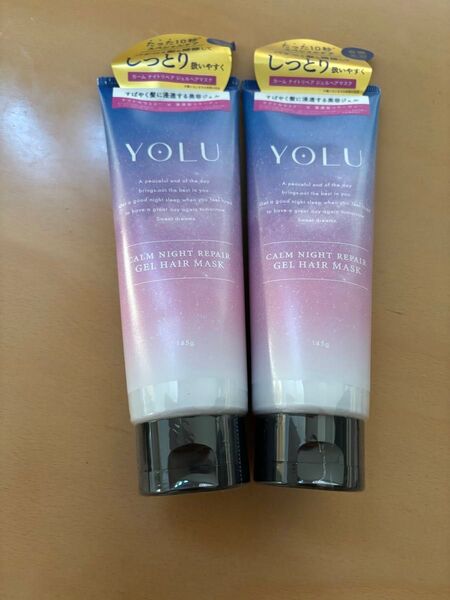 たった10秒
しっとり 扱いやすく
カーム ナイトリペア ジェルヘアマスク
すばやく髪に浸透する美容ジェル
YOLU
A peaceful end of the day
brings out the best in you.
Get a good night sleep when you feel tired
to have a great day again tomorrow.
Sweet dreams.
CALM NIGHT REPAIR
GEL HAIR MASK
145g
たった10秒
しっとり 扱いやすく
カーム ナイトリペア ジェルヘアマスク
すばやく髪に浸透する美容ジェル
YOLU
A peaceful end of the day
brings out the best in you.
Get a good night sleep when you feel tired
to have a great day again tomorrow.
Sweet dreams.
CALM NIGHT REPAIR
GEL HAIR MASK
145g